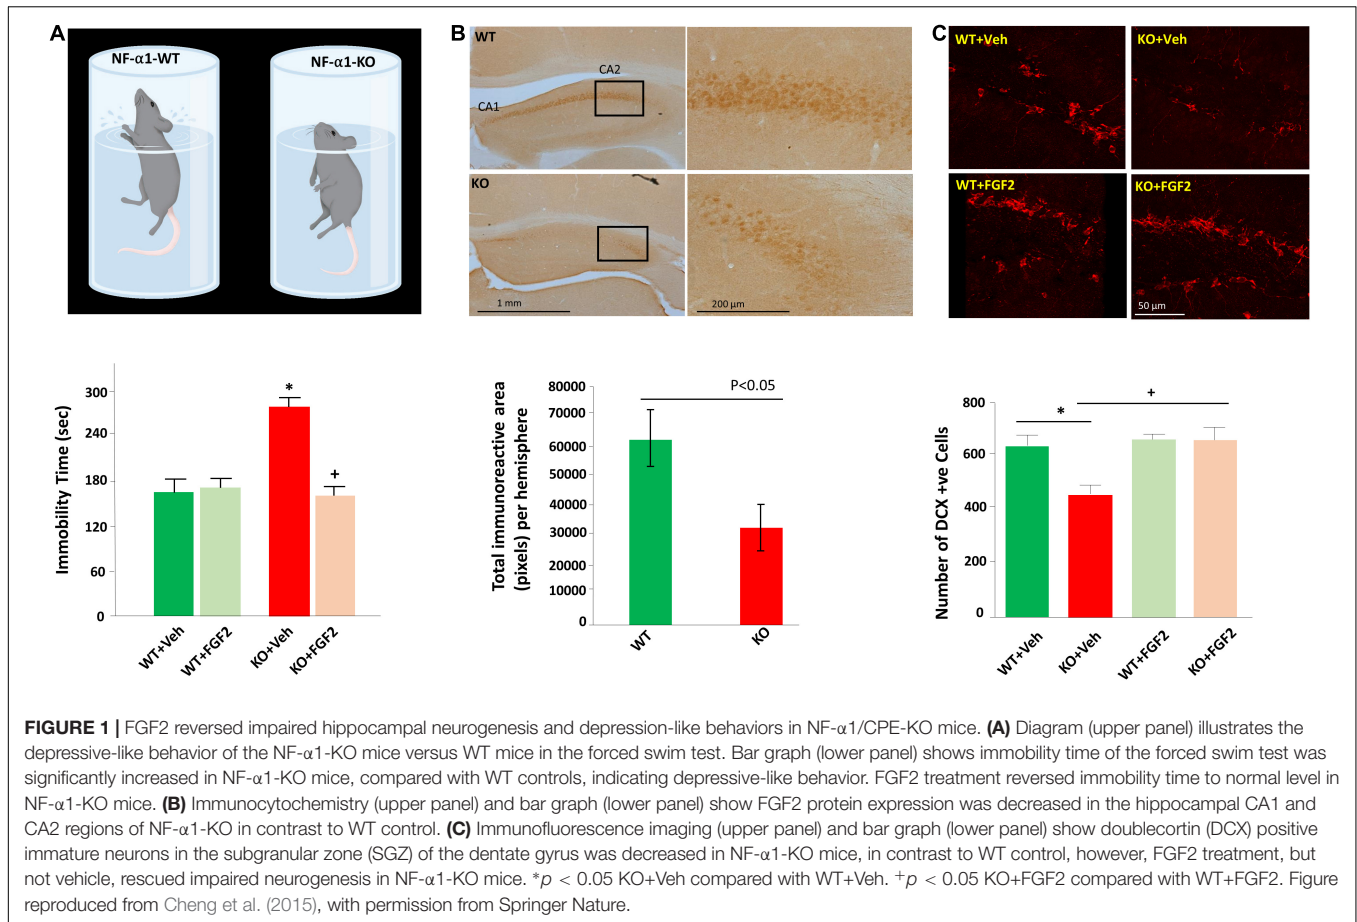 A
NF-α1-WT
NF-α1-KO
B
WT
CA2
CA1
KO
1 mm
200 µm
C
WT+Veh
KO+Veh
WT+FGF2
KO+FGF2
50 µm
Immobility Time (sec)
300
240
180
120
60
0
*
+
WT+Veh
WT+FGF2
KO+Veh
KO+FGF2
Total immunoreactive area
(pixels) per hemisphere
80000
70000
60000
50000
40000
30000
20000
10000
0
P<0.05
WT
KO
Number of DCX +ve Cells
800
600
400
200
0
*
+
WT+Veh
KO+Veh
WT+FGF2
KO+FGF2
FIGURE 1 | FGF2 reversed impaired hippocampal neurogenesis and depression-like behaviors in NF-α1/CPE-KO mice. (A) Diagram (upper panel) illustrates the
depressive-like behavior of the NF-α1-KO mice versus WT mice in the forced swim test. Bar graph (lower panel) shows immobility time of the forced swim test was
significantly increased in NF-α1-KO mice, compared with WT controls, indicating depressive-like behavior. FGF2 treatment reversed immobility time to normal level in
NF-α1-KO mice. (B) Immunocytochemistry (upper panel) and bar graph (lower panel) show FGF2 protein expression was decreased in the hippocampal CA1 and
CA2 regions of NF-α1-KO in contrast to WT control. (C) Immunofluorescence imaging (upper panel) and bar graph (lower panel) show doublecortin (DCX) positive
immature neurons in the subgranular zone (SGZ) of the dentate gyrus was decreased in NF-α1-KO mice, in contrast to WT control, however, FGF2 treatment, but
not vehicle, rescued impaired neurogenesis in NF-α1-KO mice. *p < 0.05 KO+Veh compared with WT+Veh. +p < 0.05 KO+FGF2 compared with WT+FGF2. Figure
reproduced from Cheng et al. (2015), with permission from Springer Nature.